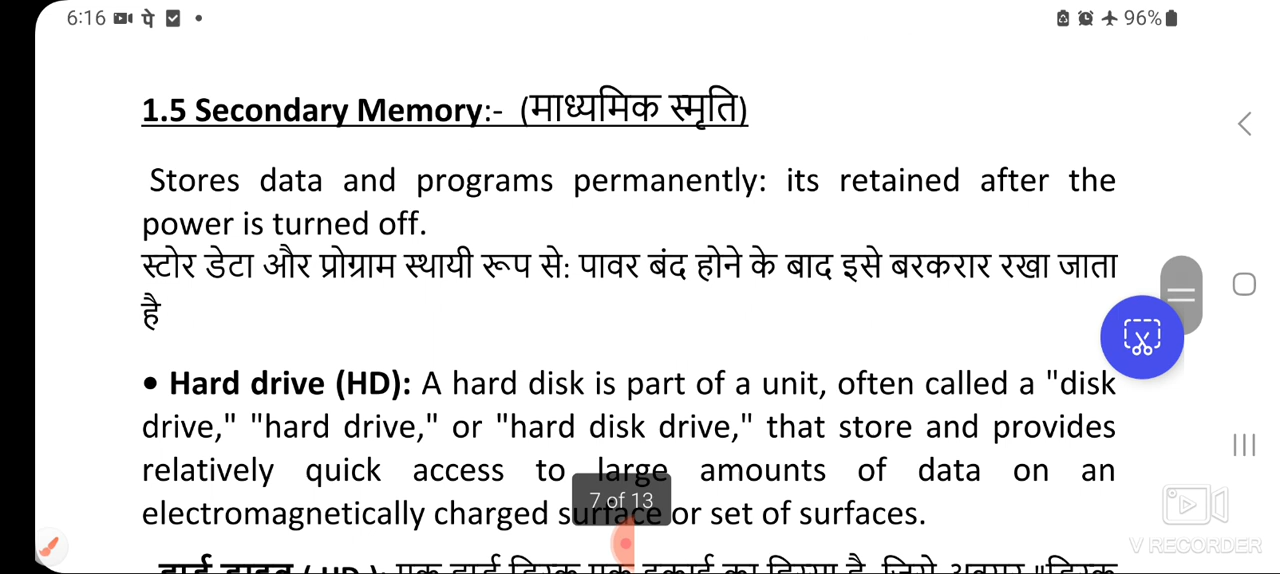 6:16
96%
1.5 Secondary Memory:- (माध्यमिक स्मृति)
Stores data and programs permanently: its retained after the
power is turned off.
स्टोर डेटा और प्रोग्राम स्थायी रूप से: पावर बंद होने के बाद इसे बरकरार रखा जाता
है
• Hard drive (HD): A hard disk is part of a unit, often called a "disk
drive," "hard drive," or "hard disk drive," that store and provides
relatively quick access to large amounts of data on an
7 of 13
electromagnetically charged surface or set of surfaces.
V RECORDER